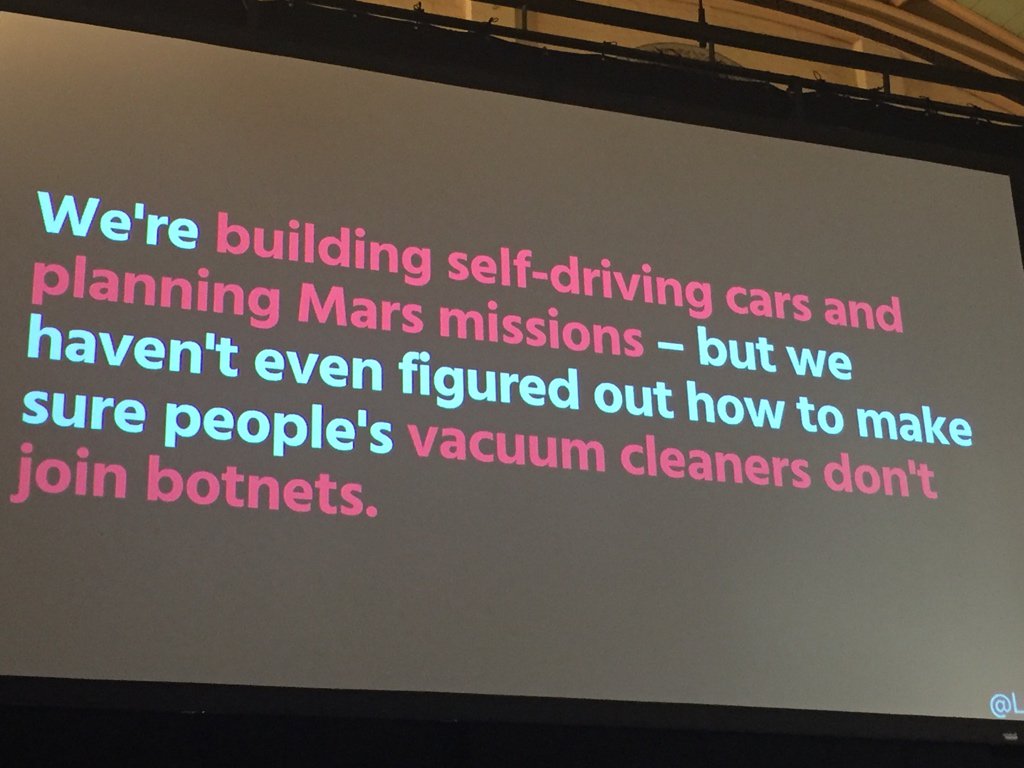 We're building self-driving cars and
planning Mars missions – but we
haven't even figured out how to make
sure people's vacuum cleaners don't
join botnets.
@L